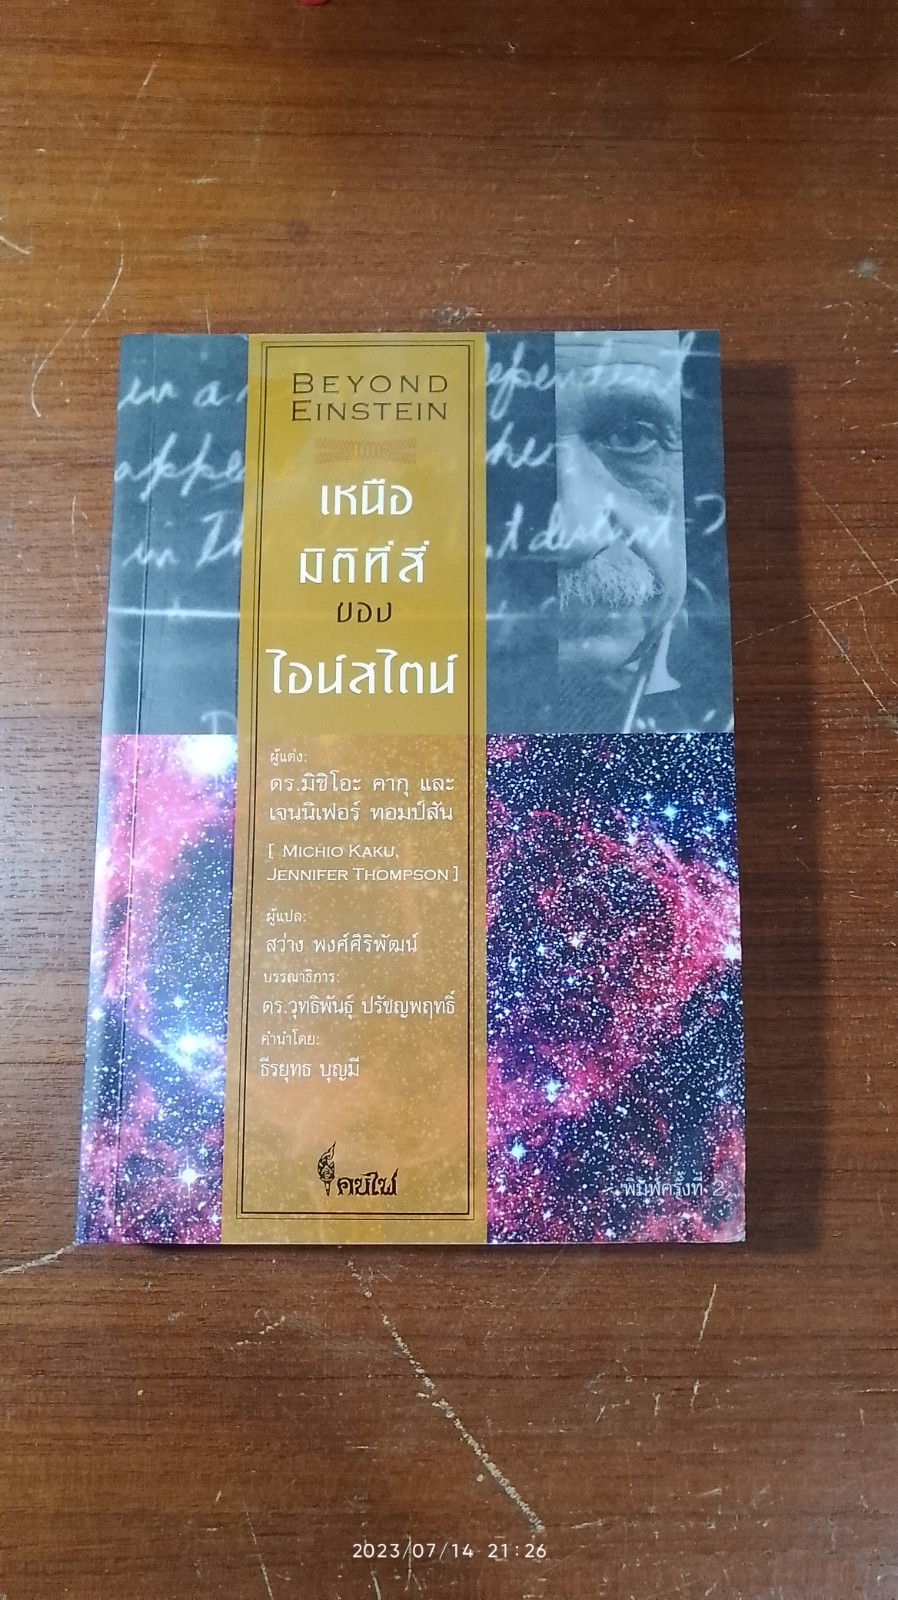 BEYOND
EINSTEIN
เหนือ
มิติที่สี่
ของ
ไอน์สไตน์
ผู้แต่ง:
ดร.มิชิโอะ คากุ และ
เจนนิเฟอร์ ทอมป์สัน
[ MICHIO KAKU,
JENNIFER THOMPSON ]
ผู้แปล:
สว่าง พงศ์ศิริพัฒน์
บรรณาธิการ:
ดร.วุทธิพันธุ์ ปรัชญพฤทธิ์
คำนำโดย:
ธีรยุทธ บุญมี
คบไฟ
พิมพ์ครั้งที่ 2
in a
appe
in Th
2023/07/14 21:26